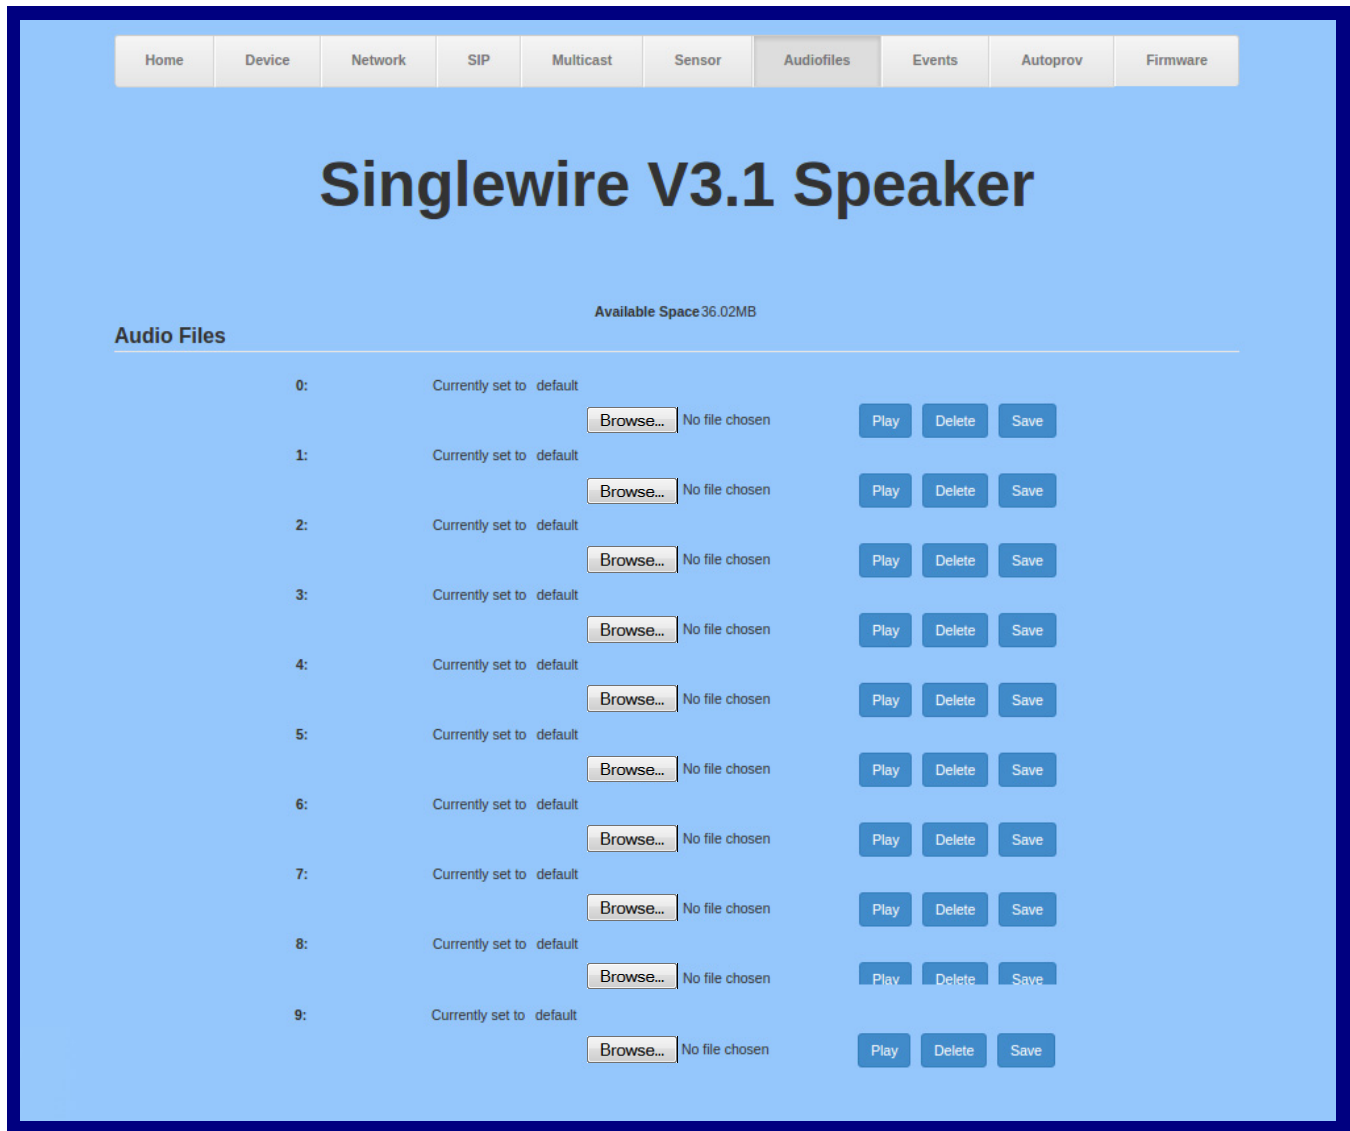 Home Device Network SIP Multicast Sensor Audiofiles Events Autoprov Firmware
Singlewire V3.1 Speaker
Available Space 36.02MB
Audio Files
0: Currently set to default
Browse... No file chosen Play Delete Save
1: Currently set to default
Browse... No file chosen Play Delete Save
2: Currently set to default
Browse... No file chosen Play Delete Save
3: Currently set to default
Browse... No file chosen Play Delete Save
4: Currently set to default
Browse... No file chosen Play Delete Save
5: Currently set to default
Browse... No file chosen Play Delete Save
6: Currently set to default
Browse... No file chosen Play Delete Save
7: Currently set to default
Browse... No file chosen Play Delete Save
8: Currently set to default
Browse... No file chosen Play Delete Save
9: Currently set to default
Browse... No file chosen Play Delete Save